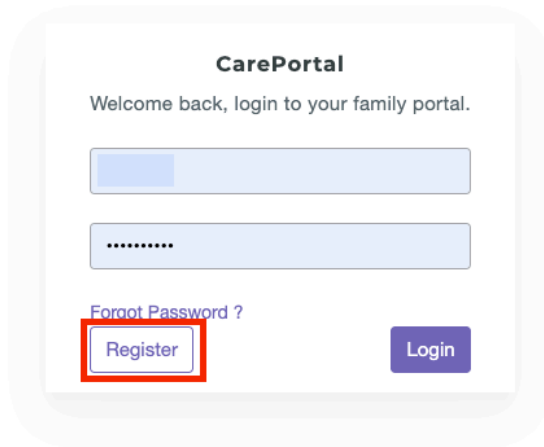 CarePortal
Welcome back, login to your family portal.
••••••••••
Forgot Password ?
Register
Login